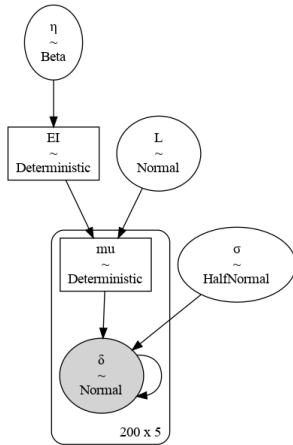 η
~
Beta
EI
~
Deterministic
L
~
Normal
mu
~
Deterministic
σ
~
HalfNormal
δ
~
Normal
200 x 5